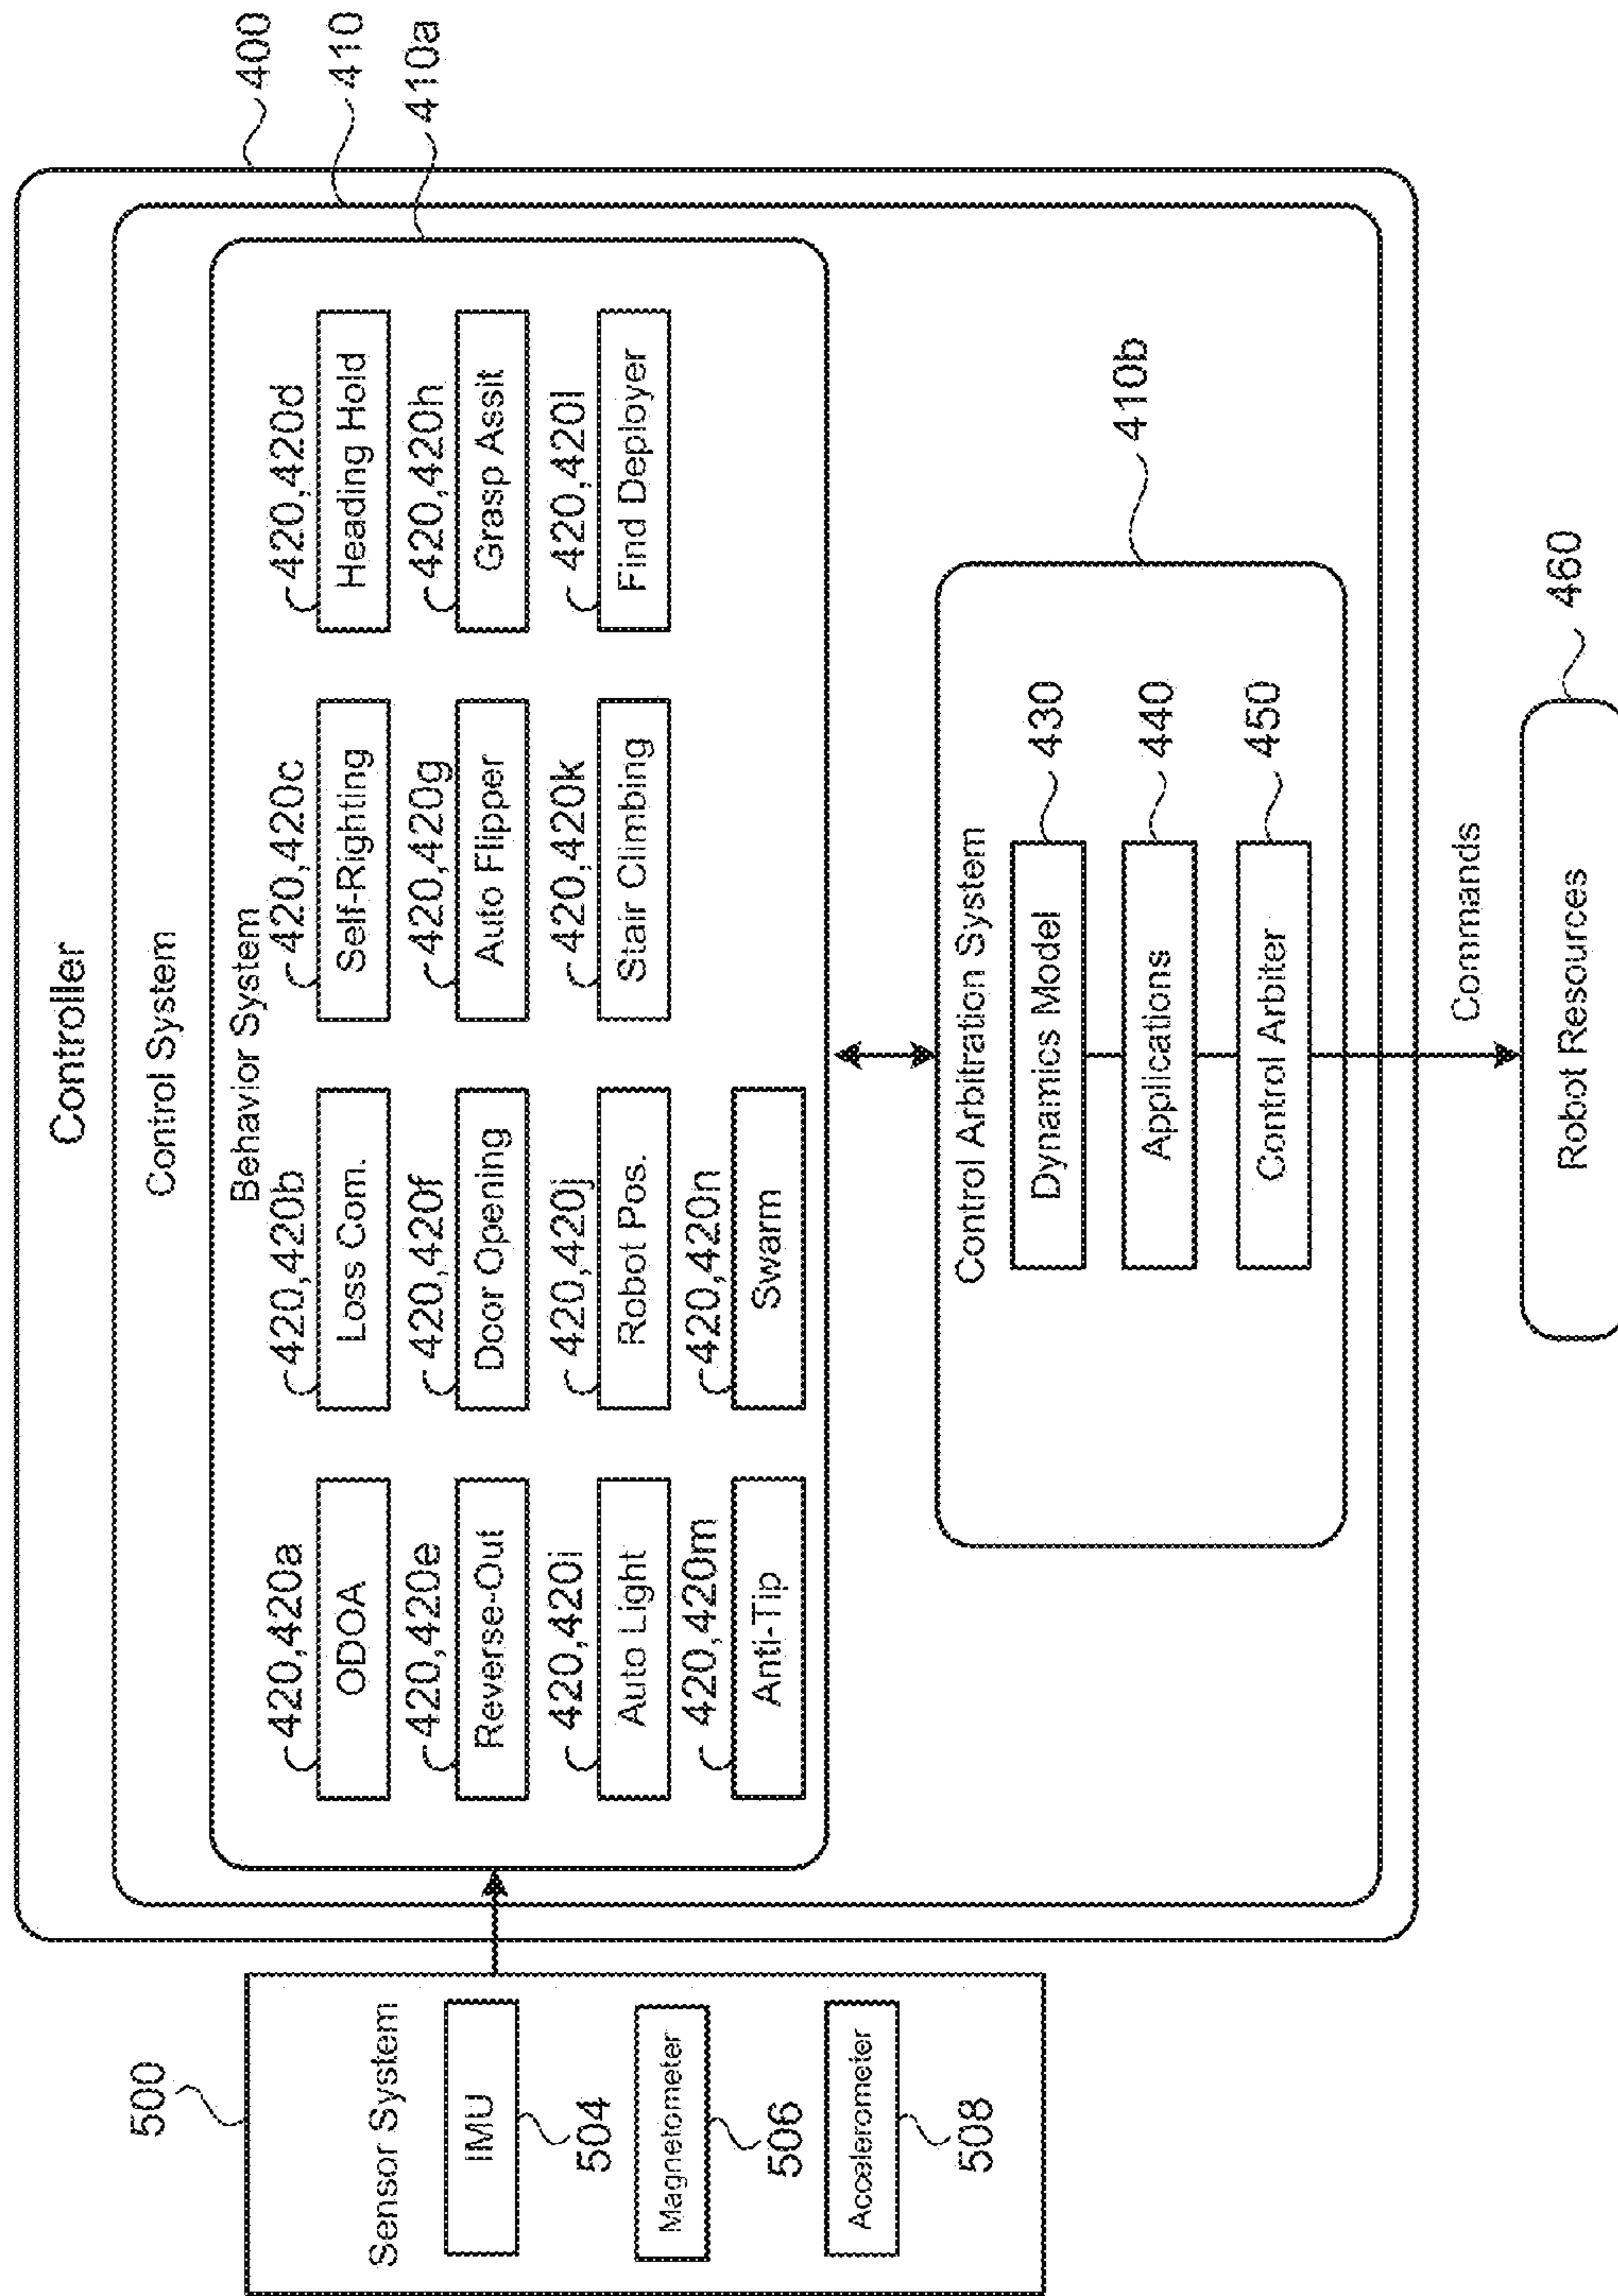 Controller
400
Control System
410
Behavior System
410a
420,420a
420,420b
420,420c
420,420d
ODOA
Loss Com.
Self-Righting
Heading Hold
420,420e
420,420f
420,420g
420,420h
Reverse-Out
Door Opening
Auto Flipper
Grasp Assit
420,420i
420,420j
420,420k
420,420l
Auto Light
Robot Pos.
Stair Climbing
Find Deployer
420,420m
420,420n
Anti-Tip
Swarm
500
Sensor System
IMU
504
Magnetometer
506
Accelerometer
508
410b
Control Arbitration System
Dynamics Model
430
Applications
440
Control Arbiter
450
Commands
460
Robot Resources